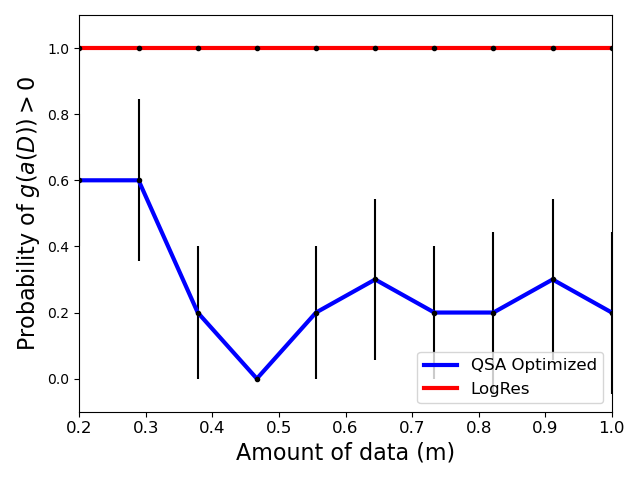 Probability of g(a(D)) > 0
1.0
0.8
0.6
0.4
0.2
0.0
QSA Optimized
LogRes
0.2 0.3 0.4 0.5 0.6 0.7 0.8 0.9 1.0
Amount of data (m)